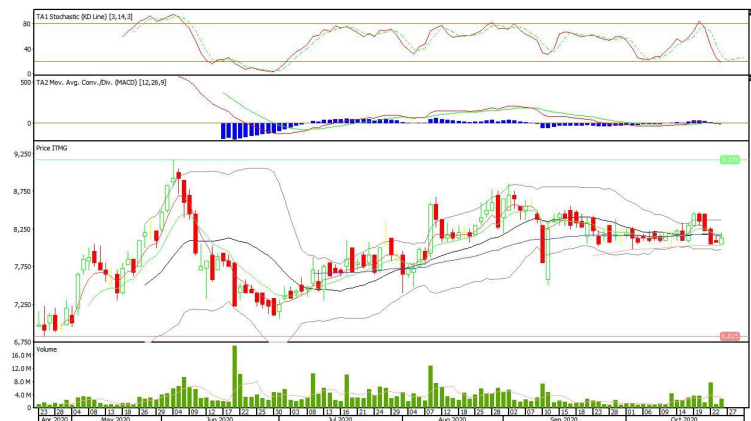 TA1 Stochastic (KD Line) [3,14,3]
80
40
0
TA2 Mov. Avg. Conv./Div. (MACD) [12,26,9]
500
0
Price ITMG
9,250
8,750
8,250
7,750
7,250
6,750
6,825
Volume
16.0 M
12.0 M
8.0 M
4.0 M
0
23 28 04 08 14 18 26 29 04 09 12 17 22 25 30 03 08 13 16 21 24 29 04 07 12 19 25 28 02 07 10 15 18 23 28 01 06 09 14 19 22 27
Apr 2020 May 2020 Jun 2020 Jul 2020 Aug 2020 Sep 2020 Oct 2020